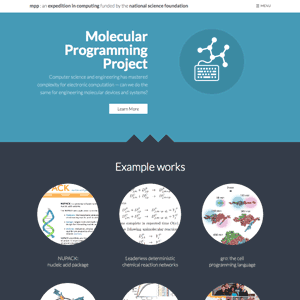 mpp : an expedition in computing funded by the national science foundation
MENU
Molecular
Programming
Project
Computer science and engineering has mastered
complexity for electronic computation -- can we do the
same for engineering molecular devices and systems?
Learn More
Example works
NUPACK:
nucleic acid package
Leaderless deterministic
chemical reaction networks
gro: the cell
programming language